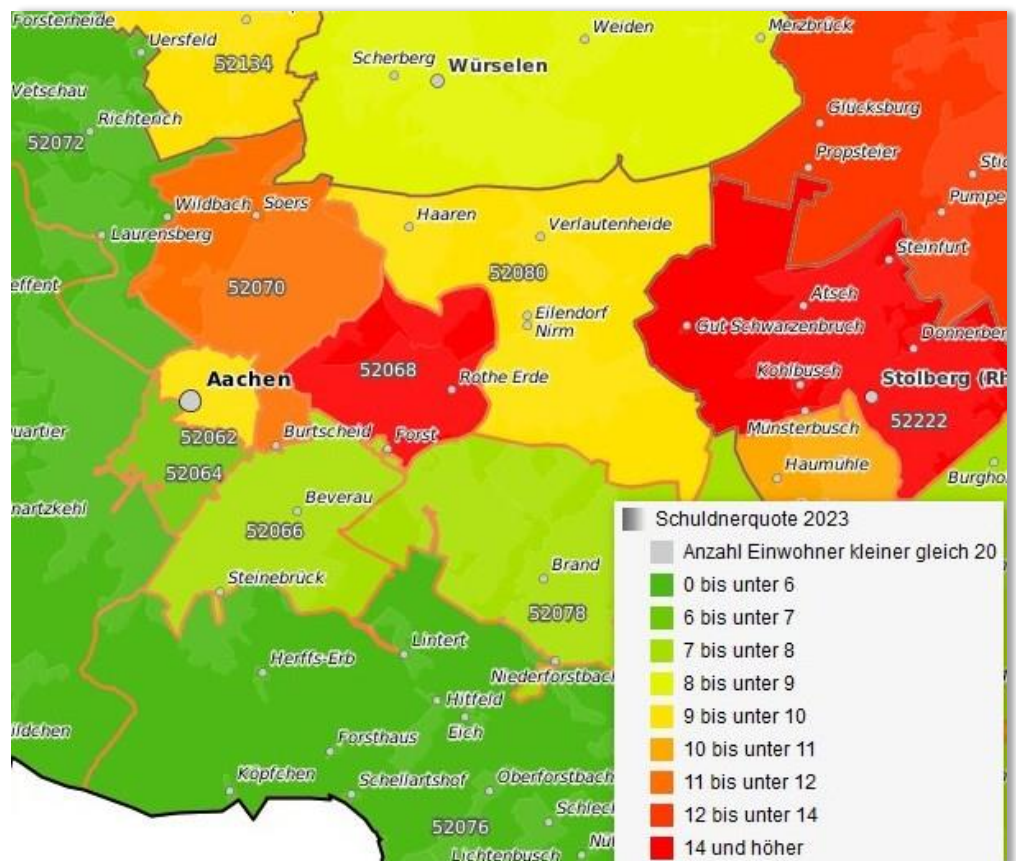 Forsterheide
Uersfeld
Weiden
Merzbrück
52134
Scherberg
Würselen
Vetschau
Richterich
Glücksburg
52072
Propsteier
Wildbach
Soers
Haaren
Verlautenheide
Laurensberg
Steinfurt
52080
52070
Atsch
Eilendorf
Nirm
Gut Schwarzenbruch
52068
Kohlbusch
Aachen
Rothe Erde
Stolberg (Rh
52222
52062
Burtscheid
Forst
Münsterbusch
52064
Haumühle
Beverau
52066
Steinebrück
Brand
52078
Lintert
Herffs-Erb
Hitfeld
Eich
Forsthaus
Köpfchen
Schellartshof
Oberforstbach
52076
Lichtenbusch
Schuldnerquote 2023
Anzahl Einwohner kleiner gleich 20
0 bis unter 6
6 bis unter 7
7 bis unter 8
8 bis unter 9
9 bis unter 10
10 bis unter 11
11 bis unter 12
12 bis unter 14
14 und höher